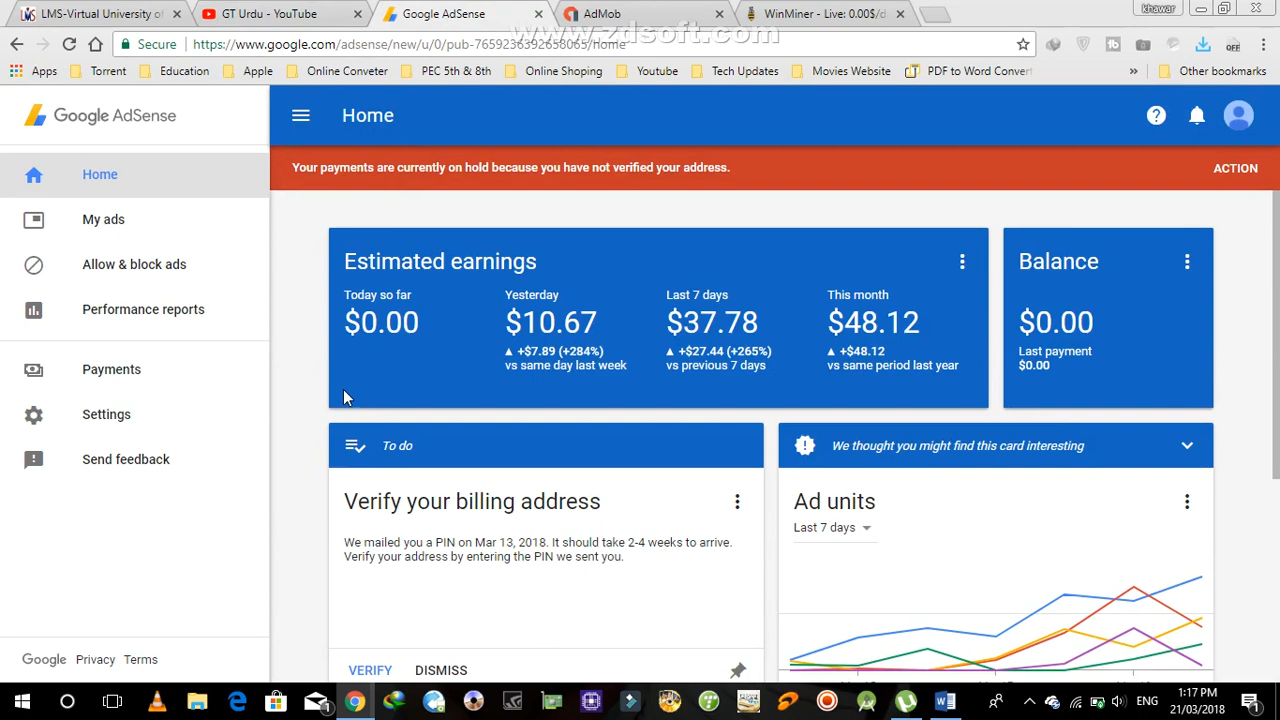 LMS-Virtual University of
GT Urdu - YouTube
Google AdSense
AdMob
WinMiner - Live: 0.00$/d
khawar
www.zdsoft.com
Secure
https://www.google.com/adsense/new/u/0/pub-7659236392658065/home
Apps
Torrent
Education
Apple
Online Conveter
PEC 5th & 8th
Online Shoping
Youtube
Tech Updates
Movies Website
PDF to Word Convert
»
Other bookmarks
Google AdSense
Home
Your payments are currently on hold because you have not verified your address.
ACTION
Home
My ads
Allow & block ads
Performance reports
Payments
Settings
Send feedback
Estimated earnings
Today so far
$0.00
Yesterday
$10.67
+$7.89 (+284%)
vs same day last week
Last 7 days
$37.78
+$27.44 (+265%)
vs previous 7 days
This month
$48.12
+$48.12
vs same period last year
Balance
$0.00
Last payment
$0.00
To do
Verify your billing address
We mailed you a PIN on Mar 13, 2018. It should take 2-4 weeks to arrive.
Verify your address by entering the PIN we sent you.
VERIFY
DISMISS
We thought you might find this card interesting
Ad units
Last 7 days
Google
Privacy
Terms
ENG
1:17 PM
21/03/2018